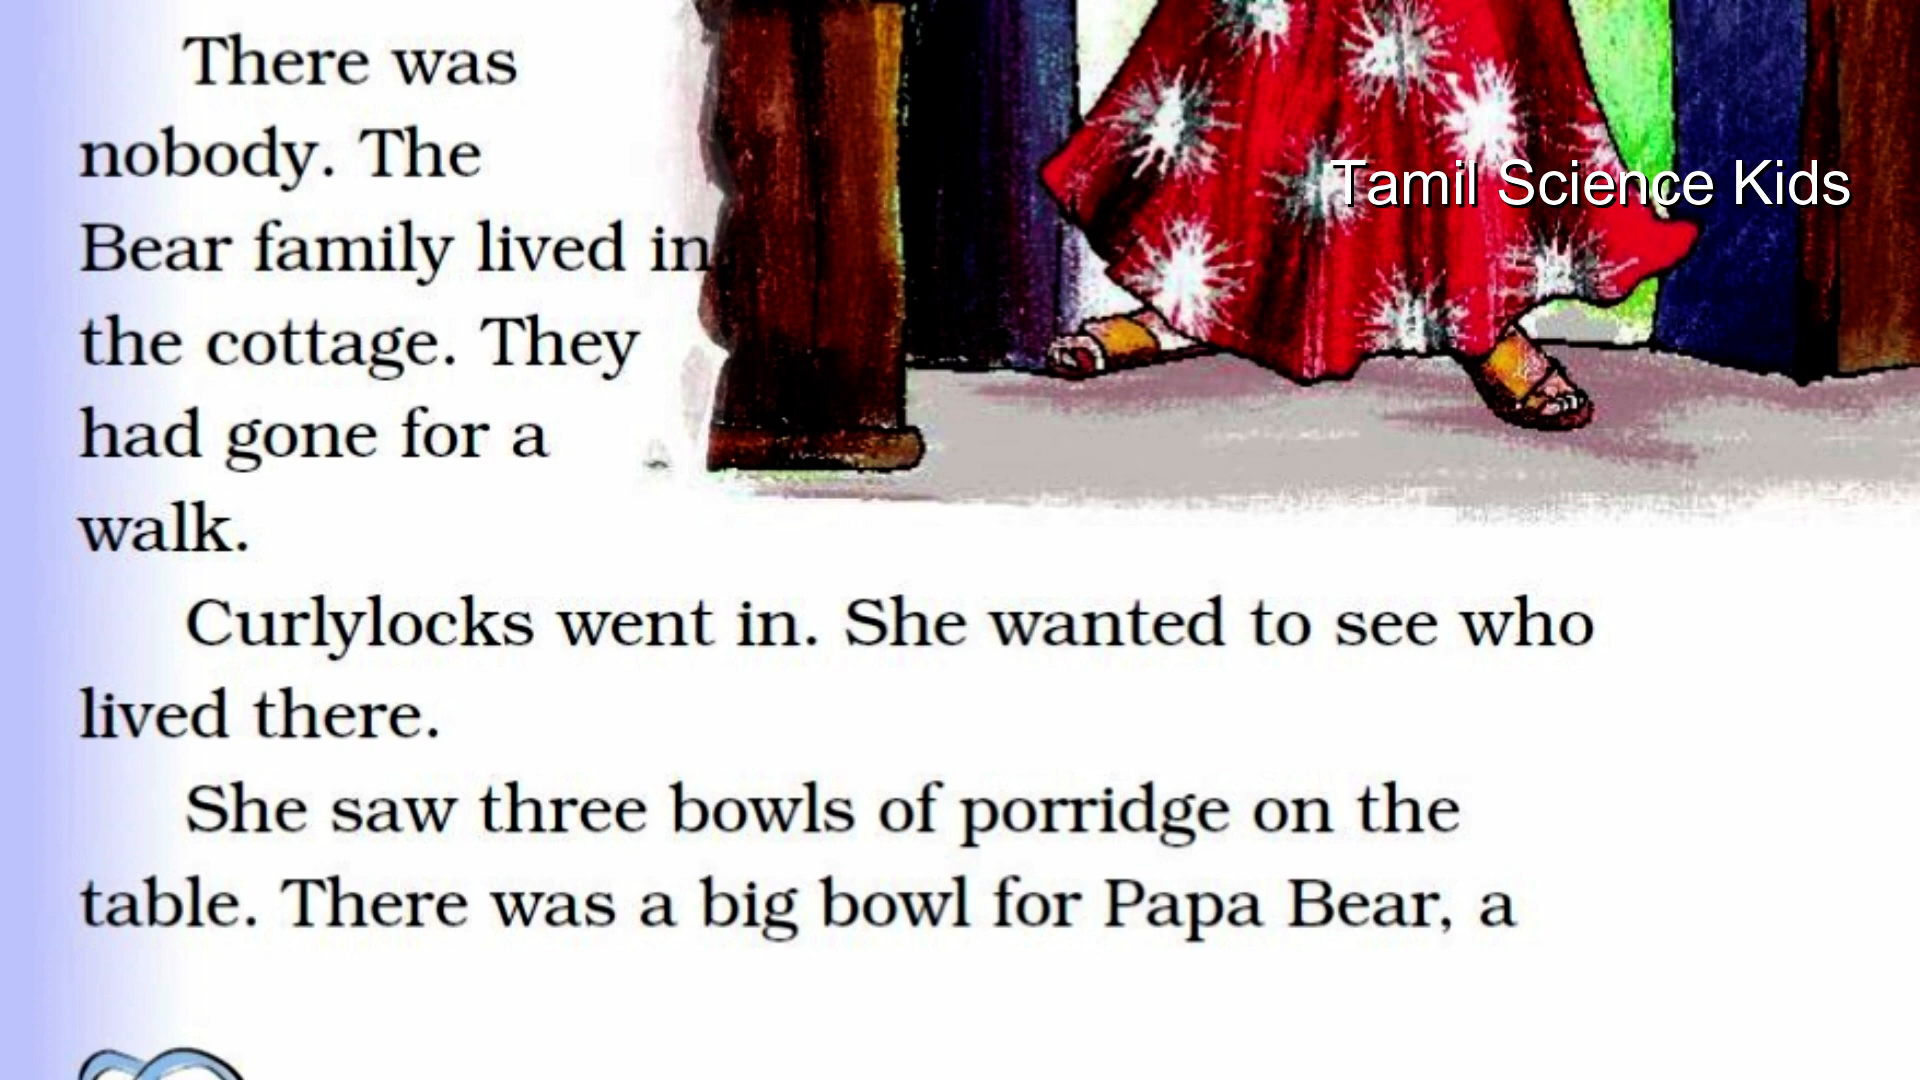 There was
nobody. The
Bear family lived in
the cottage. They
had gone for a
walk.
Curlylocks went in. She wanted to see who
lived there.
She saw three bowls of porridge on the
table. There was a big bowl for Papa Bear, a
Tamil Science Kids